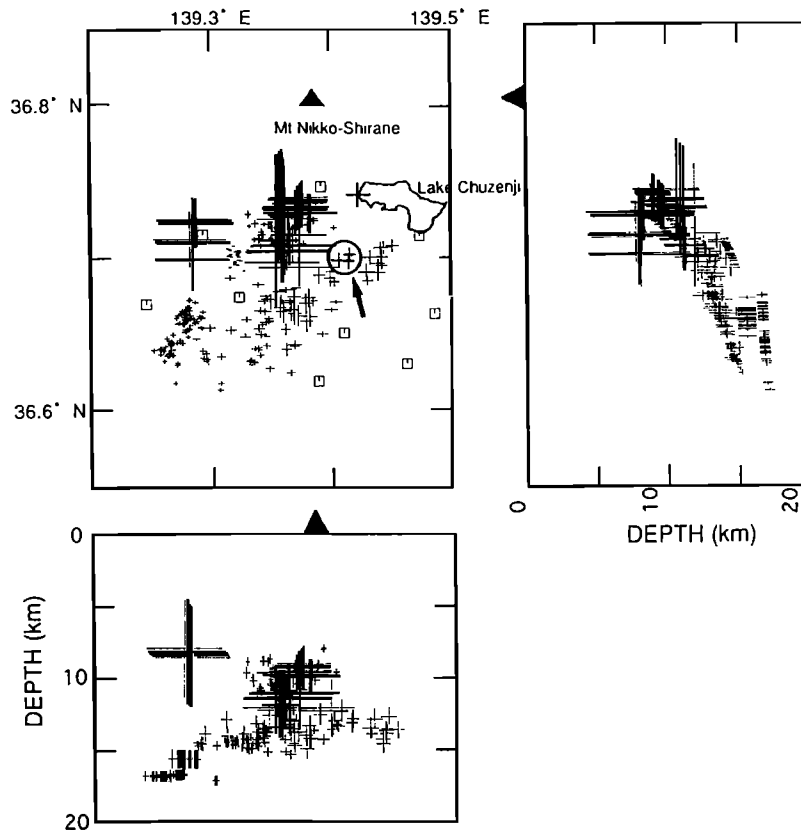 139.3° E
139.5° E
36.8° N
Mt Nikko-Shirane
Lake Chuzenji
36.6° N
0
10
20
DEPTH (km)
0
10
20
DEPTH (km)